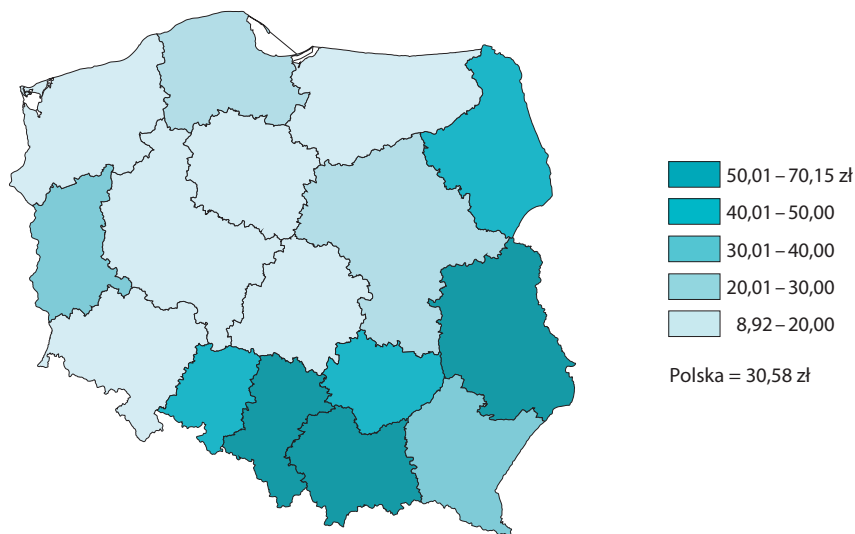 50,01 – 70,15 zł
40,01 – 50,00
30,01 – 40,00
20,01 – 30,00
8,92 – 20,00
Polska = 30,58 zł